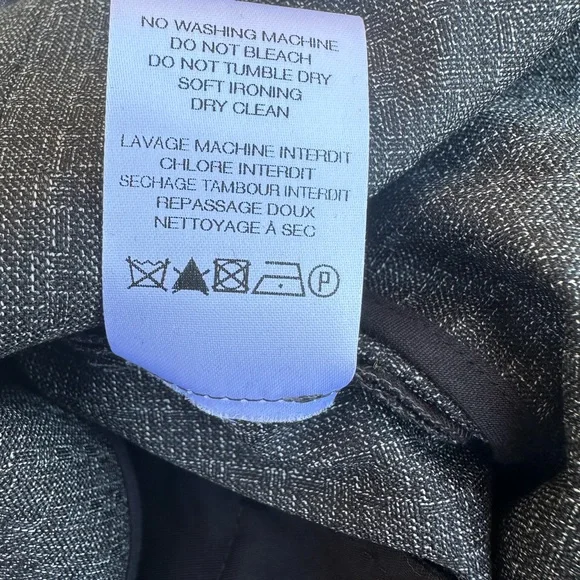 NO WASHING MACHINE
DO NOT BLEACH
DO NOT TUMBLE DRY
SOFT IRONING
DRY CLEAN
LAVAGE MACHINE INTERDIT
CHLORE INTERDIT
SECHAGE TAMBOUR INTERDIT
REPASSAGE DOUX
NETTOYAGE À SEC
P